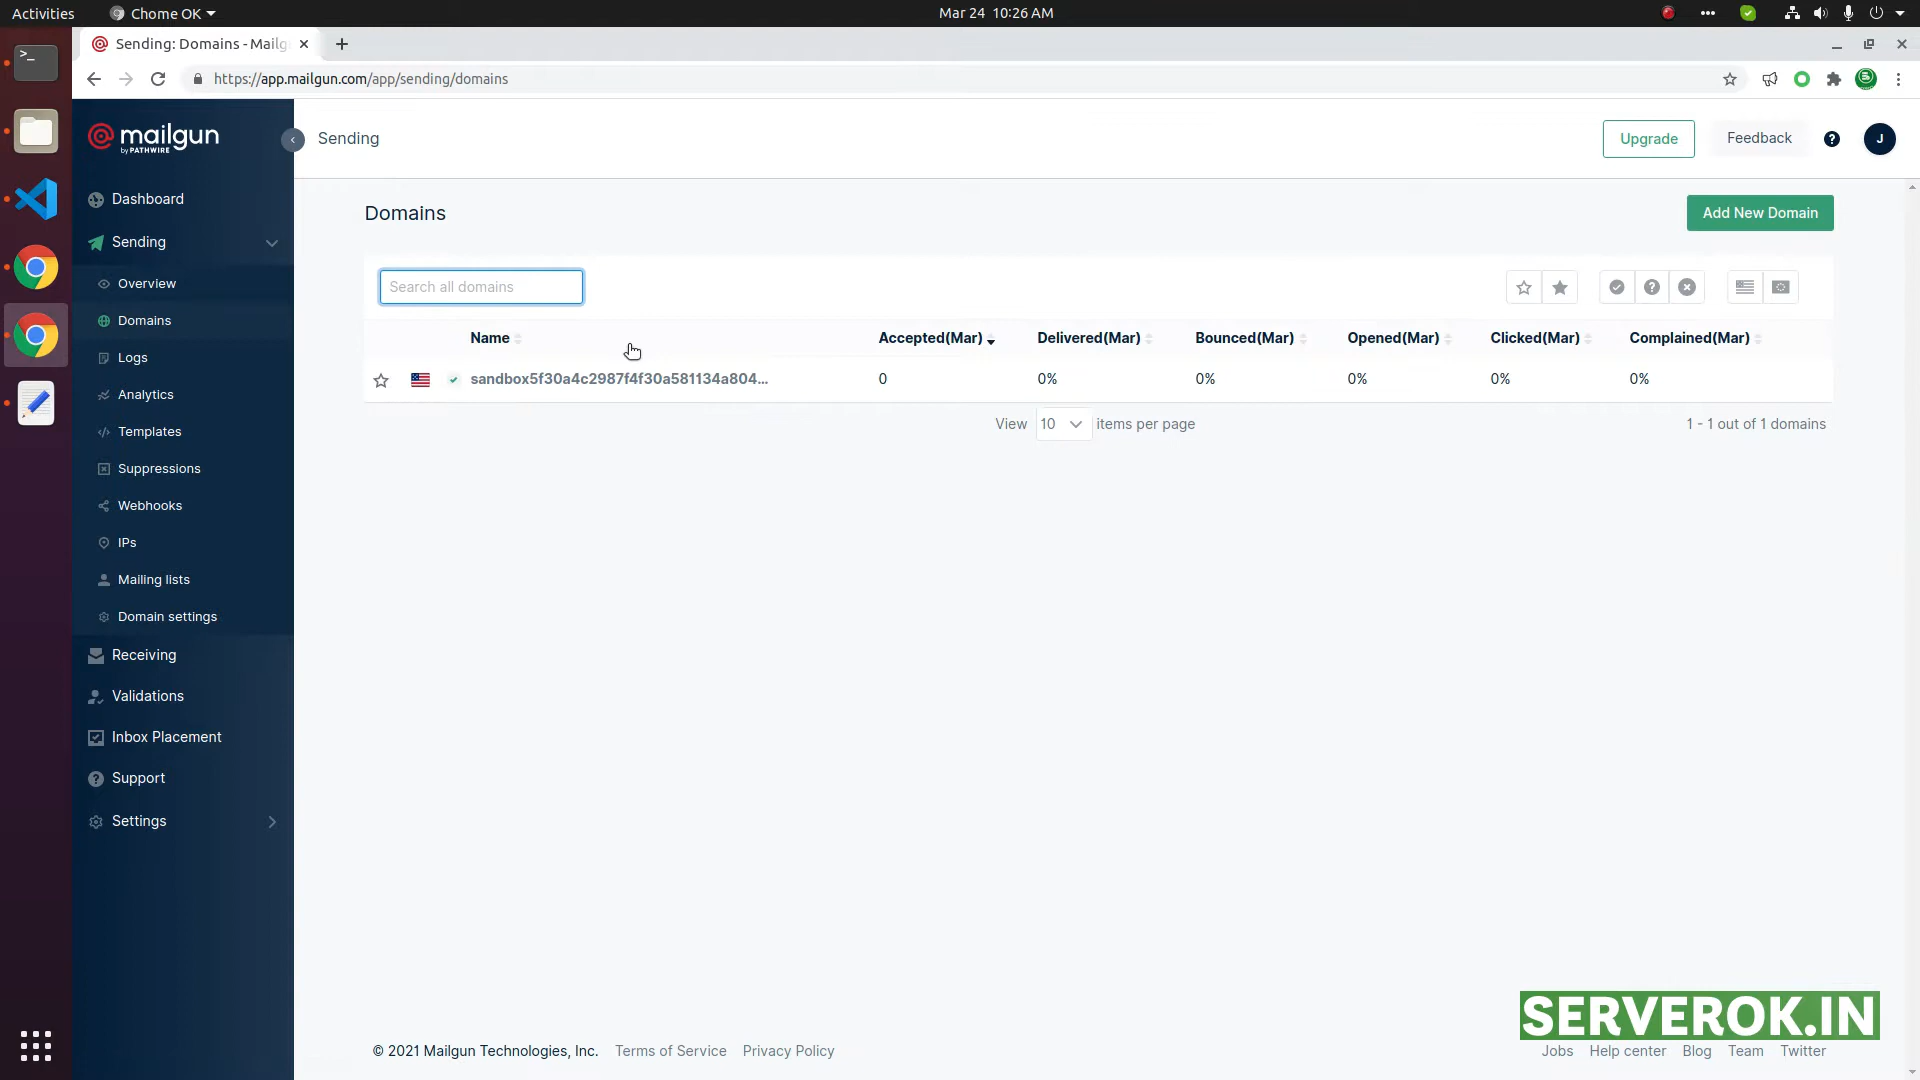 Activities Chome OK Mar 24 10:26 AM
Sending: Domains - Mailg
https://app.mailgun.com/app/sending/domains
mailgun
by PATHWIRE
Sending
Upgrade
Feedback
?
J
Dashboard
Sending
Overview
Domains
Logs
Analytics
Templates
Suppressions
Webhooks
IPs
Mailing lists
Domain settings
Receiving
Validations
Inbox Placement
Support
Settings
Domains
Add New Domain
Search all domains
Name Accepted(Mar) Delivered(Mar) Bounced(Mar) Opened(Mar) Clicked(Mar) Complained(Mar)
sandbox5f30a4c2987f4f30a581134a804... 0 0% 0% 0% 0% 0%
View 10 items per page 1 - 1 out of 1 domains
SERVEROK.IN
© 2021 Mailgun Technologies, Inc. Terms of Service Privacy Policy Jobs Help center Blog Team Twitter